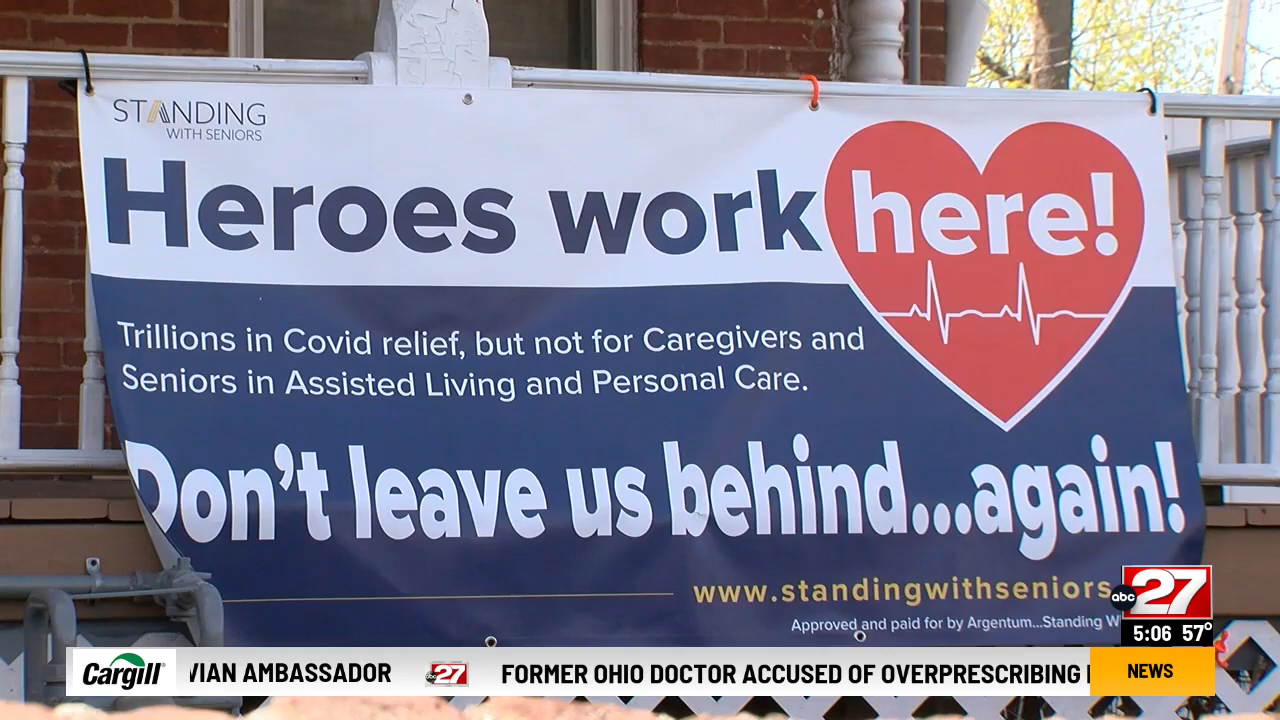 STANDING
WITH SENIORS
Heroes work here!
Trillions in Covid relief, but not for Caregivers and
Seniors in Assisted Living and Personal Care.
Don't leave us behind...again!
www.standingwithseniors
Approved and paid for by Argentum...Standing
abc 27
5:06 57°
Cargill VIAN AMBASSADOR abc 27 FORMER OHIO DOCTOR ACCUSED OF OVERPRESCRIBING NEWS